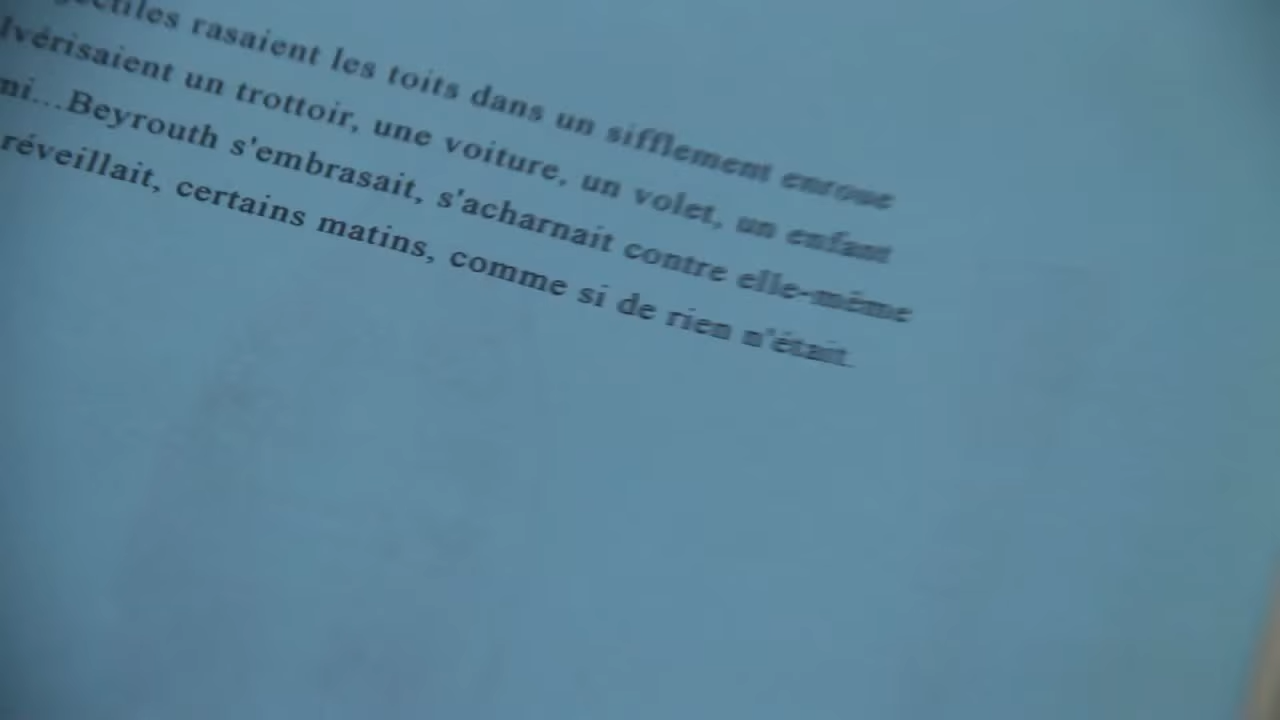 rasaient les toits dans un sifflement enroué
un trottoir, une voiture, un volet, un enfant
...Beyrouth s'embrasait, s'acharnait contre elle-même
réveillait, certains matins, comme si de rien n'était.